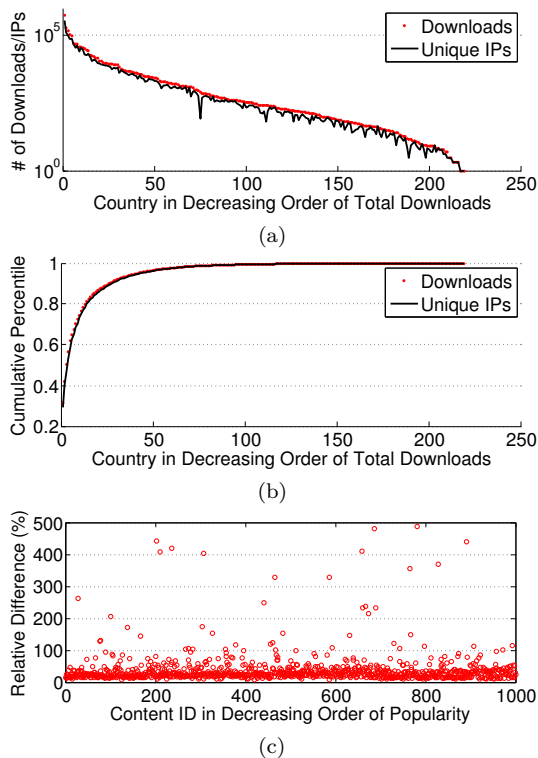 # of Downloads/IPs
10^5
10^0
Downloads
Unique IPs
0 50 100 150 200 250
Country in Decreasing Order of Total Downloads
(a)
Cumulative Percentile
1
0.8
0.6
0.4
0.2
Downloads
Unique IPs
0 50 100 150 200 250
Country in Decreasing Order of Total Downloads
(b)
Relative Difference (%)
500
400
300
200
100
0
0 200 400 600 800 1000
Content ID in Decreasing Order of Popularity
(c)